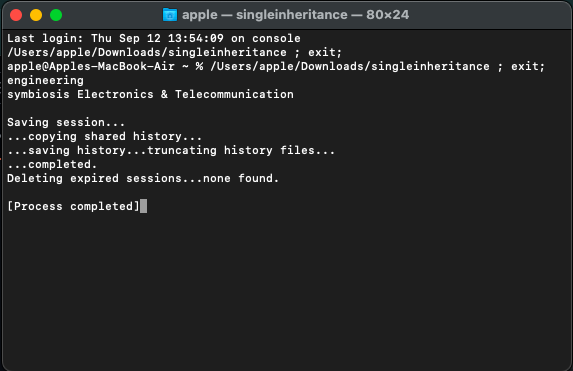 apple — singleinheritance — 80×24
Last login: Thu Sep 12 13:54:09 on console
/Users/apple/Downloads/singleinheritance ; exit;
apple@Apples-MacBook-Air ~ % /Users/apple/Downloads/singleinheritance ; exit;
engineering
symbiosis Electronics & Telecommunication

Saving session...
...copying shared history...
...saving history...truncating history files...
...completed.
Deleting expired sessions...none found.

[Process completed]